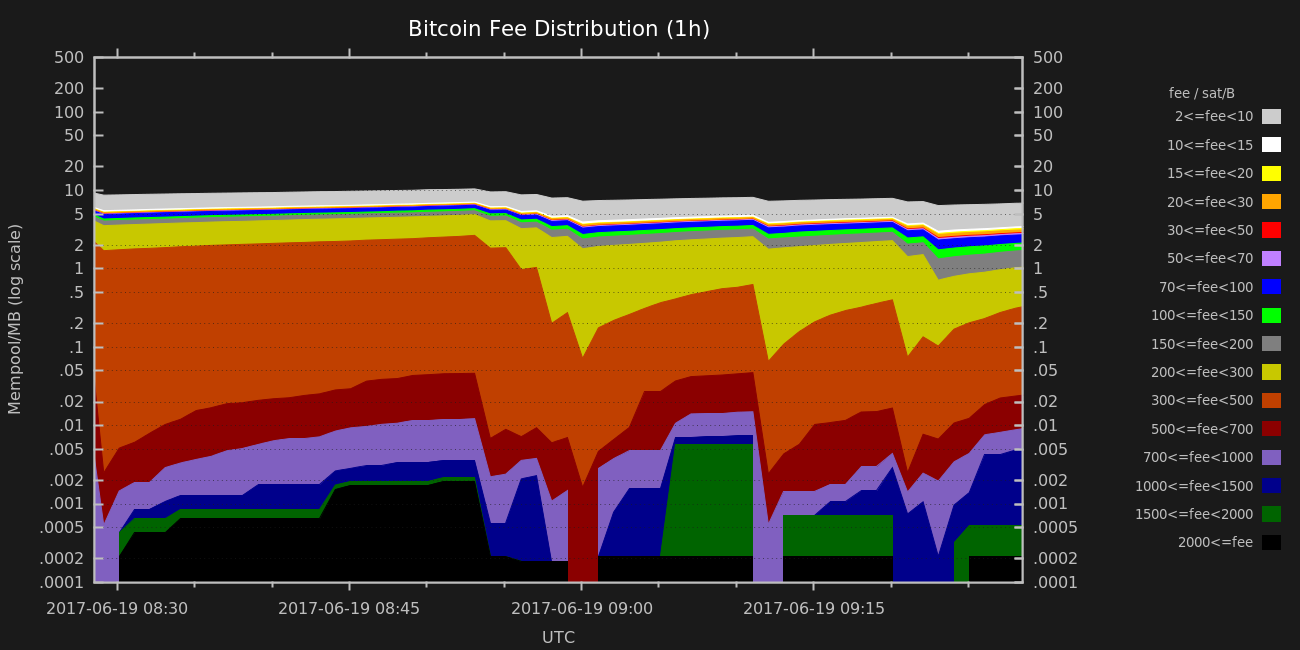 Bitcoin Fee Distribution (1h)
Mempool/MB (log scale)
500
200
100
50
20
10
5
2
1
.5
.2
.1
.05
.02
.01
.005
.002
.001
.0005
.0002
.0001
500
200
100
50
20
10
5
2
1
.5
.2
.1
.05
.02
.01
.005
.002
.001
.0005
.0002
.0001
2017-06-19 08:30 2017-06-19 08:45 2017-06-19 09:00 2017-06-19 09:15
UTC
fee / sat/B
2<=fee<10
10<=fee<15
15<=fee<20
20<=fee<30
30<=fee<50
50<=fee<70
70<=fee<100
100<=fee<150
150<=fee<200
200<=fee<300
300<=fee<500
500<=fee<700
700<=fee<1000
1000<=fee<1500
1500<=fee<2000
2000<=fee